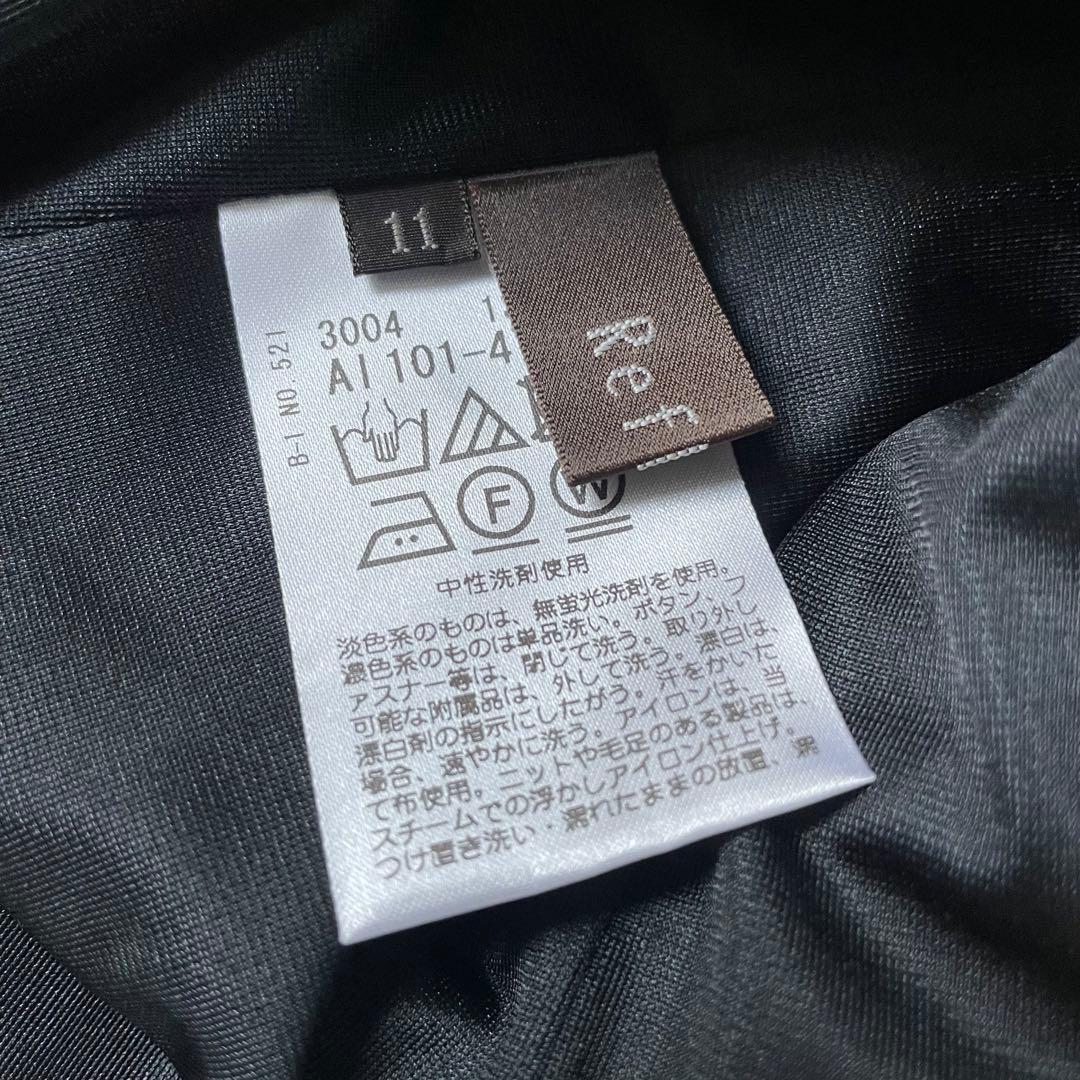 11
Ref
B-I NO. 521
3004
AI 101-4
F
W
中性洗剤使用
淡色系のものは、無蛍光洗剤を使用。
濃色系のものは単品洗い。ボタン、フ
ァスナー等は、閉じて洗う。取り外し
可能な附属品は、外して洗う。漂白は、
漂白剤の指示にしたがう。汗をかいた
場合、速やかに洗う。アイロンは、当
て布使用。ニットや毛足のある製品は、
スチームでの浮かしアイロン仕上げ。
つけ置き洗い・濡れたままの放置、濡